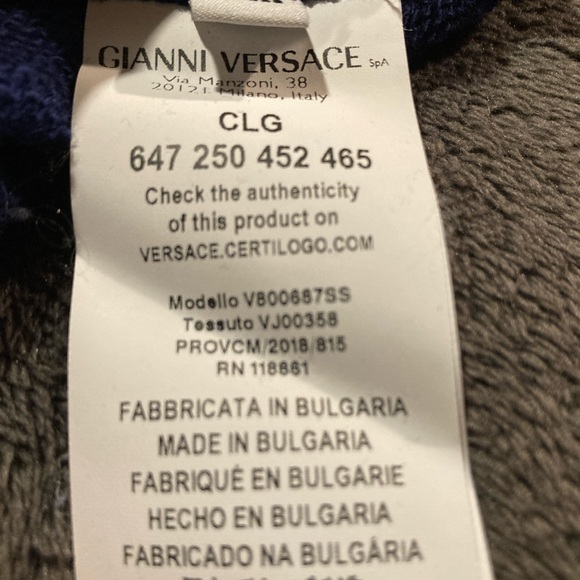 GIANNI VERSACE SpA
Via Manzoni, 38
20121 Milano, Italy
CLG
647 250 452 465
Check the authenticity
of this product on
VERSACE.CERTILOGO.COM
Modello V800687SS
Tessuto VJ00358
PROVCM/2018/815
RN 118861
FABBRICATA IN BULGARIA
MADE IN BULGARIA
FABRIQUÉ EN BULGARIE
HECHO EN BULGARIA
FABRICADO NA BULGÁRIA